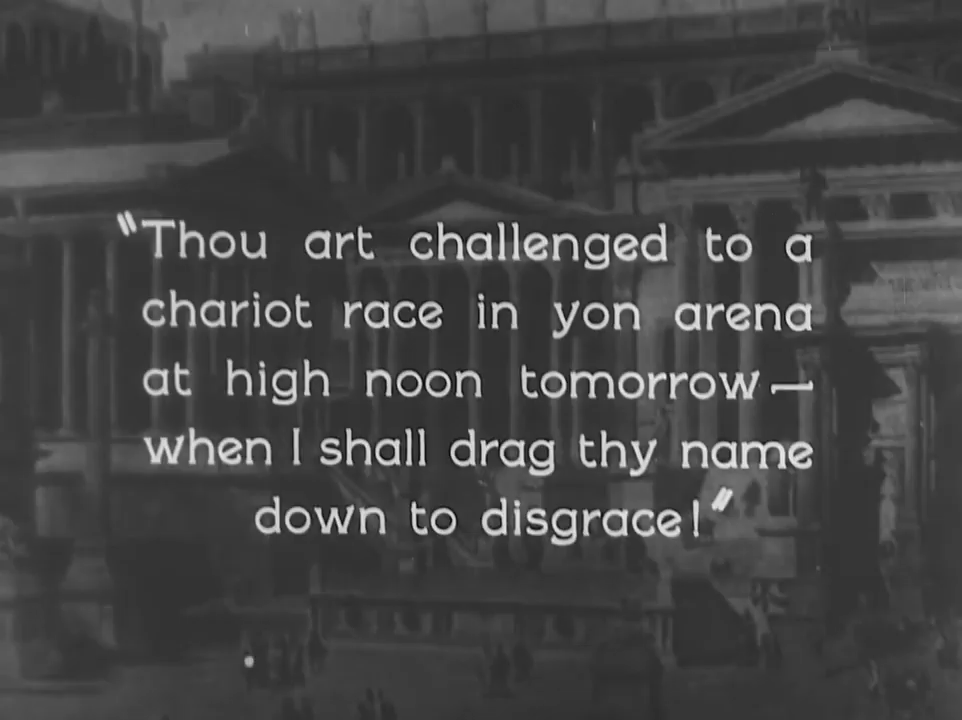 "Thou art challenged to a
chariot race in yon arena
at high noon tomorrow—
when I shall drag thy name
down to disgrace!"